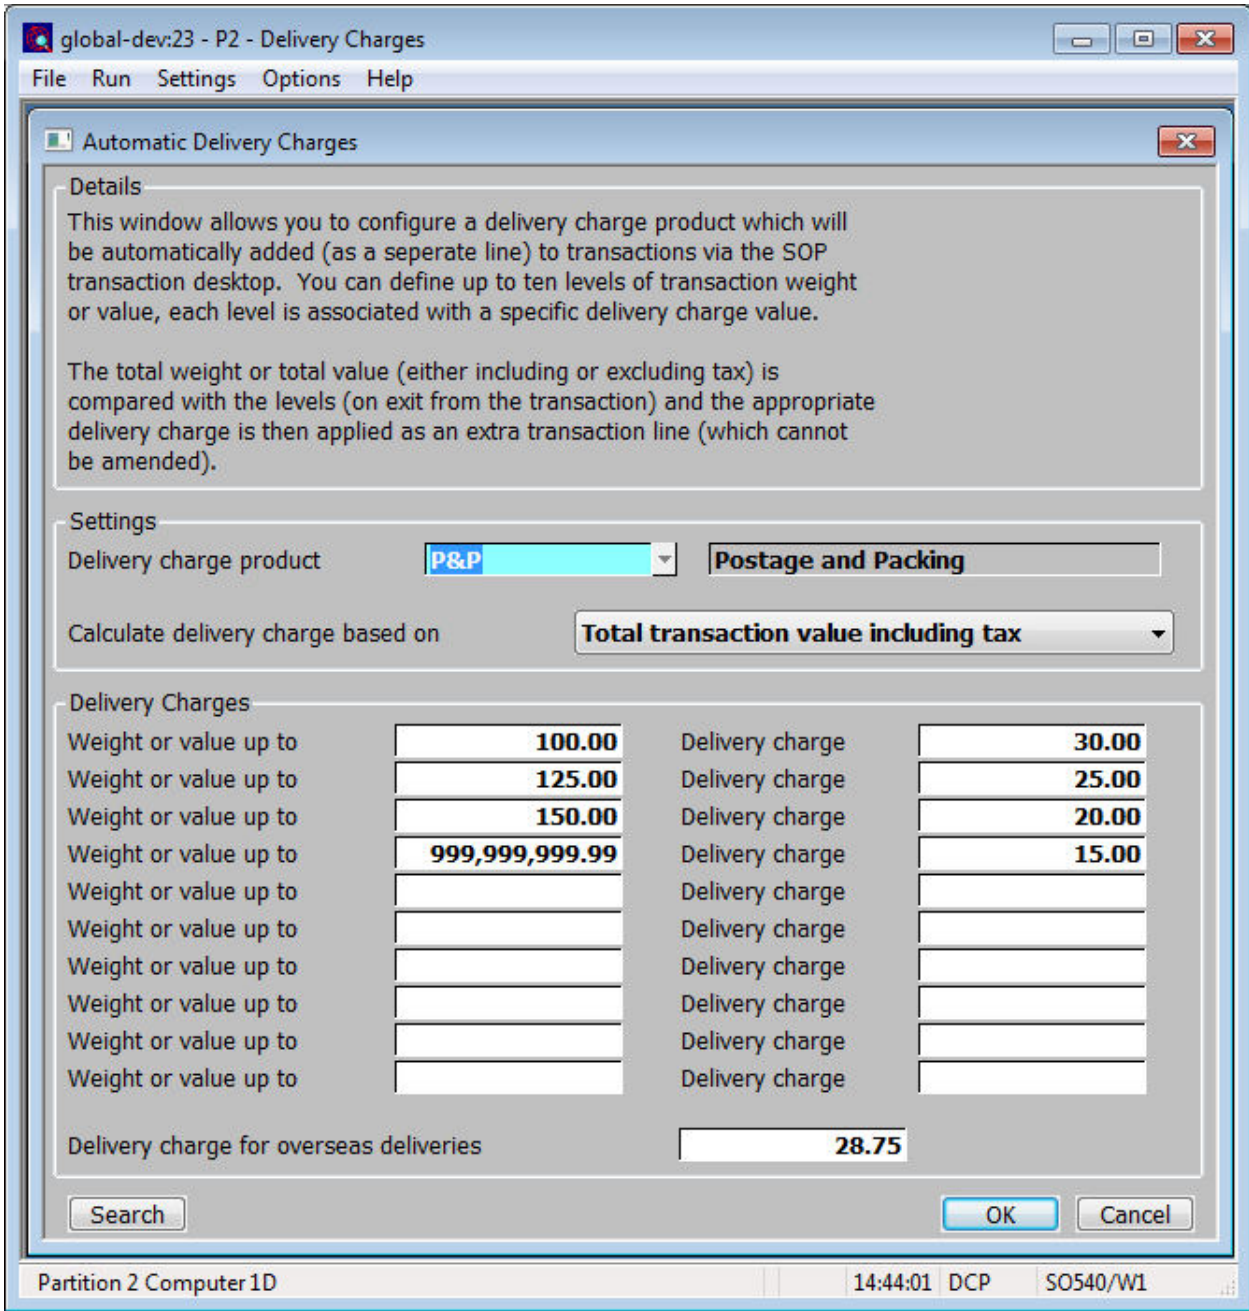 global-dev:23 - P2 - Delivery Charges
File Run Settings Options Help
Automatic Delivery Charges
Details
This window allows you to configure a delivery charge product which will
be automatically added (as a seperate line) to transactions via the SOP
transaction desktop. You can define up to ten levels of transaction weight
or value, each level is associated with a specific delivery charge value.
The total weight or total value (either including or excluding tax) is
compared with the levels (on exit from the transaction) and the appropriate
delivery charge is then applied as an extra transaction line (which cannot
be amended).
Settings
Delivery charge product P&P Postage and Packing
Calculate delivery charge based on Total transaction value including tax
Delivery Charges
Weight or value up to 100.00 Delivery charge 30.00
Weight or value up to 125.00 Delivery charge 25.00
Weight or value up to 150.00 Delivery charge 20.00
Weight or value up to 999,999,999.99 Delivery charge 15.00
Weight or value up to Delivery charge
Weight or value up to Delivery charge
Weight or value up to Delivery charge
Weight or value up to Delivery charge
Weight or value up to Delivery charge
Weight or value up to Delivery charge
Delivery charge for overseas deliveries 28.75
Search OK Cancel
Partition 2 Computer 1D 14:44:01 DCP SO540/W1